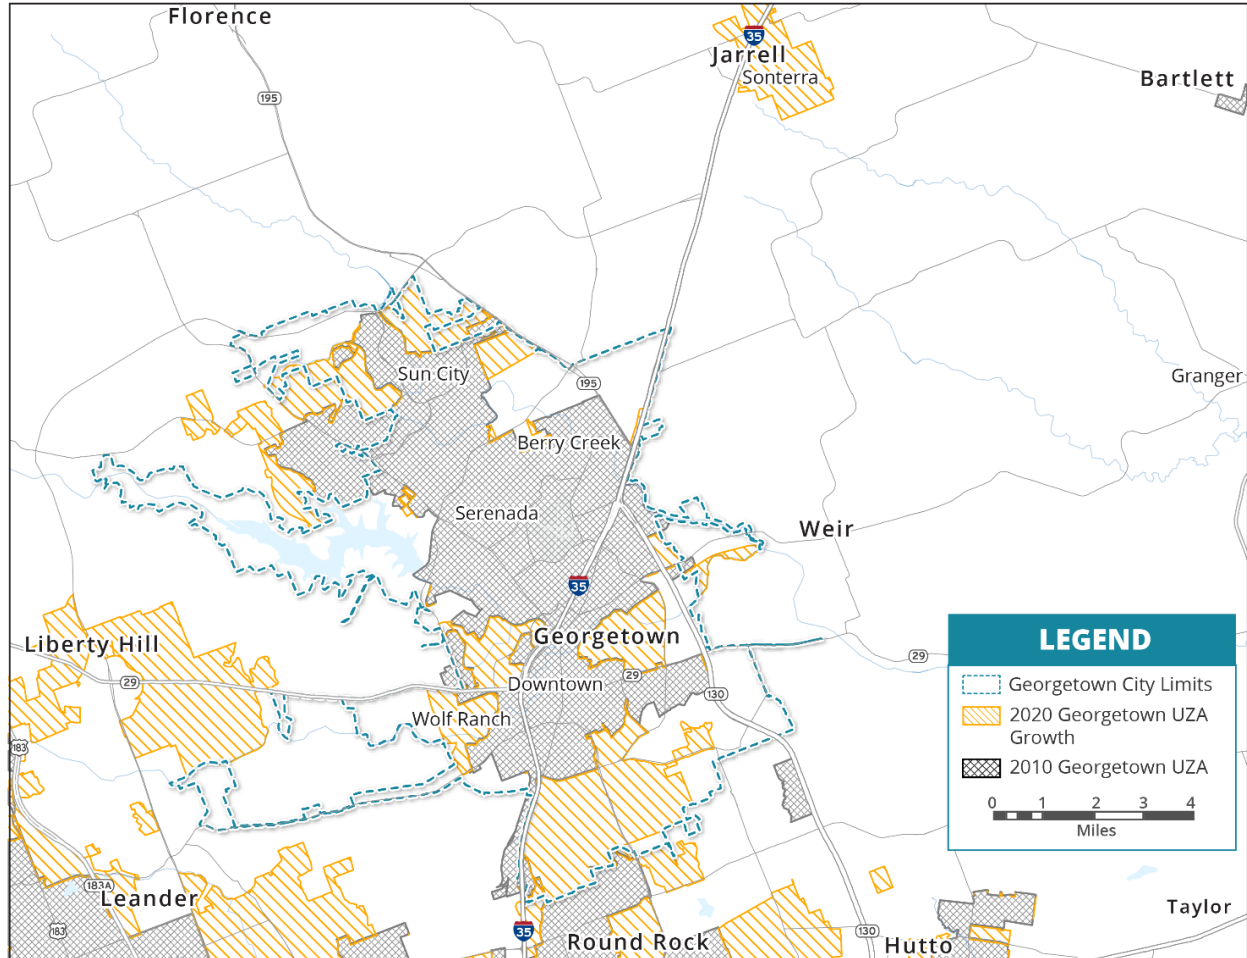 Florence
35
Jarrell
Sonterra
Bartlett
195
Granger
Sun City
195
Berry Creek
Serenada
Weir
35
Georgetown
Liberty Hill
29
29
29
Downtown
130
Wolf Ranch
183
LEGEND
Georgetown City Limits
2020 Georgetown UZA
Growth
2010 Georgetown UZA
0 1 2 3 4
Miles
183A
Leander
183
35
Round Rock
130
Hutto
Taylor